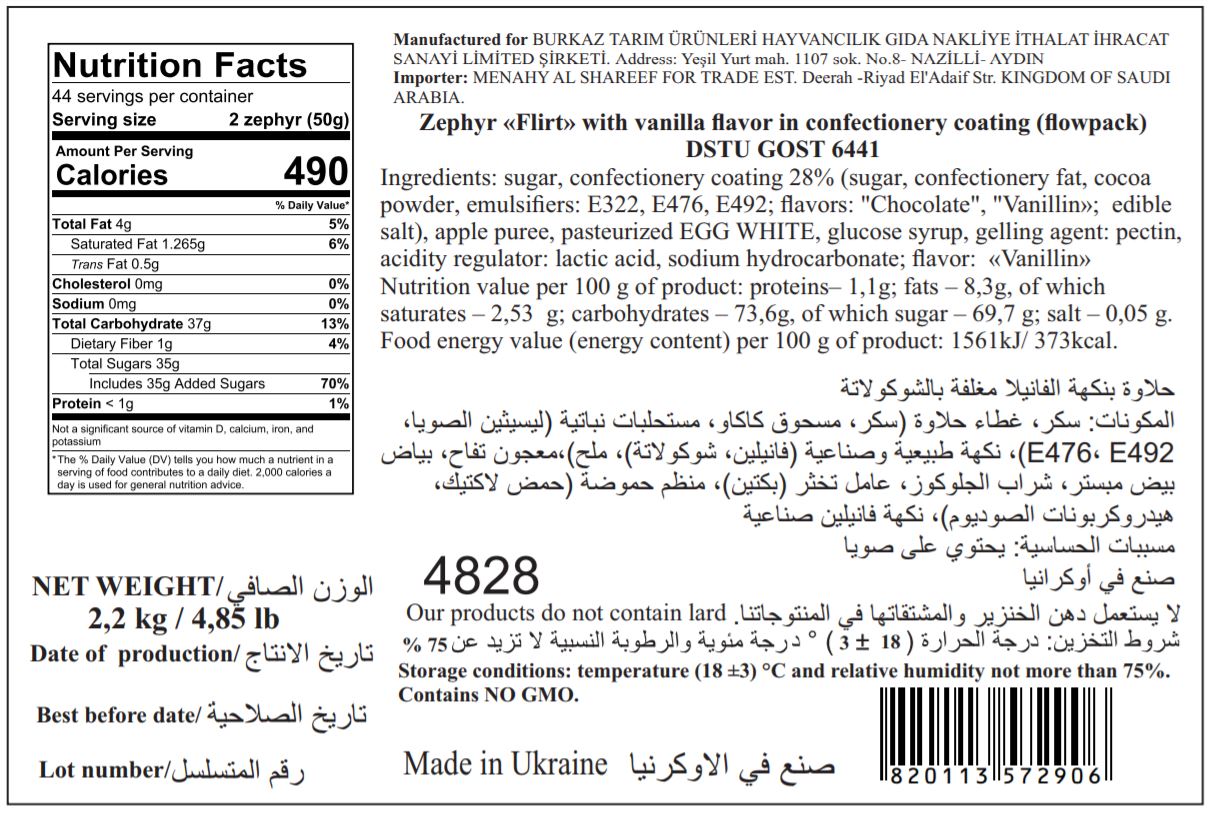 Nutrition Facts
44 servings per container
Serving size 2 zephyr (50g)
Amount Per Serving
Calories 490
% Daily Value*
Total Fat 4g 5%
Saturated Fat 1.265g 6%
Trans Fat 0.5g
Cholesterol 0mg 0%
Sodium 0mg 0%
Total Carbohydrate 37g 13%
Dietary Fiber 1g 4%
Total Sugars 35g
Includes 35g Added Sugars 70%
Protein < 1g 1%
Not a significant source of vitamin D, calcium, iron, and
potassium
*The % Daily Value (DV) tells you how much a nutrient in a
serving of food contributes to a daily diet. 2,000 calories a
day is used for general nutrition advice.
Manufactured for BURKAZ TARIM ÜRÜNLERİ HAYVANCILIK GIDA NAKLİYE İTHALAT İHRACAT
SANAYİ LİMİTED ŞİRKETİ. Address: Yeşil Yurt mah. 1107 sok. No.8- NAZİLLİ- AYDIN
Importer: MENAHY AL SHAREEF FOR TRADE EST. Deerah -Riyad El'Adaif Str. KINGDOM OF SAUDI
ARABIA.
Zephyr «Flirt» with vanilla flavor in confectionery coating (flowpack)
DSTU GOST 6441
Ingredients: sugar, confectionery coating 28% (sugar, confectionery fat, cocoa
powder, emulsifiers: E322, E476, E492; flavors: "Chocolate", "Vanillin»; edible
salt), apple puree, pasteurized EGG WHITE, glucose syrup, gelling agent: pectin,
acidity regulator: lactic acid, sodium hydrocarbonate; flavor: «Vanillin»
Nutrition value per 100 g of product: proteins– 1,1g; fats – 8,3g, of which
saturates – 2,53 g; carbohydrates – 73,6g, of which sugar – 69,7 g; salt – 0,05 g.
Food energy value (energy content) per 100 g of product: 1561kJ/ 373kcal.
حلاوة بنكهة الفانيلا مغلفة بالشوكولاتة
المكونات: سكر، غطاء حلاوة (سكر، مسحوق كاكاو، مستحلبات نباتية (ليسيثين الصويا،
E476، E492)، نكهة طبيعية وصناعية (فانيلين، شوكولاتة)، ملح)،معجون تفاح، بياض
بيض مبستر، شراب الجلوكوز، عامل تخثر (بكتين)، منظم حموضة (حمض لاكتيك،
هيدروكربونات الصوديوم)، نكهة فانيلين صناعية
مسببات الحساسية: يحتوي على صويا
صنع في أوكرانيا
4828
Our products do not contain lard .لا يستعمل دهن الخنزير والمشتقاتها في المنتوجاتنا
شروط التخزين: درجة الحرارة ( 18 ± 3 ) ° درجة مئوية والرطوبة النسبية لا تزيد عن 75 %
Storage conditions: temperature (18 ±3) °C and relative humidity not more than 75%.
Contains NO GMO.
NET WEIGHT/الوزن الصافي
2,2 kg / 4,85 lb
Date of production/ تاريخ الانتاج
Best before date/ تاريخ الصلاحية
Lot number/رقم المتسلسل
Made in Ukraine صنع في الاوكرنيا
820113 572906